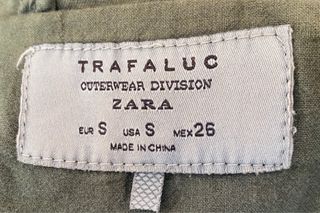 TRAFALUC
OUTERWEAR DIVISION
ZARA
EUR S USA S MEX 26
MADE IN CHINA